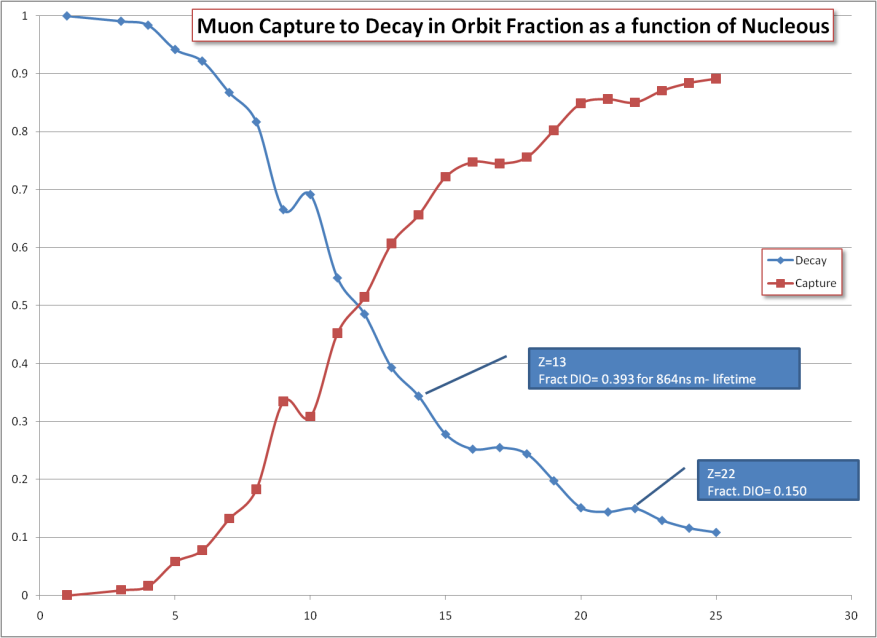 Muon Capture to Decay in Orbit Fraction as a function of Nucleous
1
0.9
0.8
0.7
0.6
0.5
0.4
0.3
0.2
0.1
0
Decay
Capture
Z=13
Fract DIO= 0.393 for 864ns m- lifetime
Z=22
Fract. DIO= 0.150
0 5 10 15 20 25 30